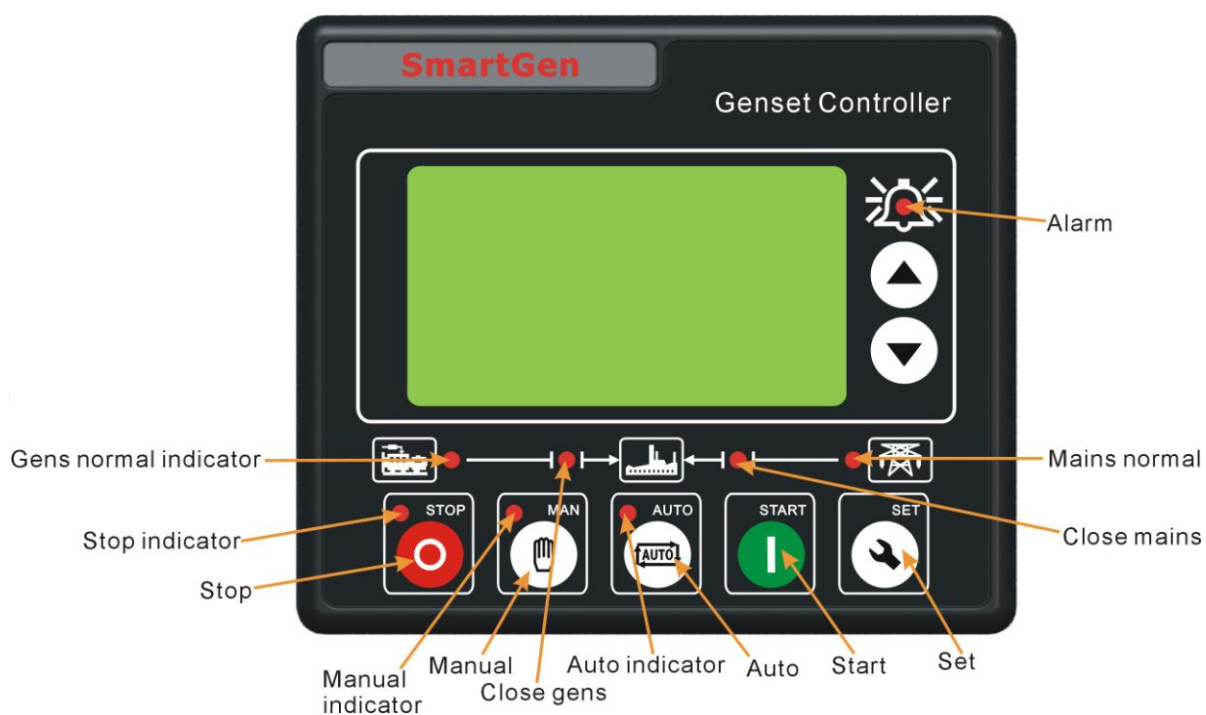 SmartGen
Genset Controller
Alarm
Gens normal indicator
Mains normal
STOP
MAN
AUTO
START
SET
AUTO
Stop indicator
Close mains
Stop
Manual
indicator
Manual
Close gens
Auto indicator
Auto
Start
Set